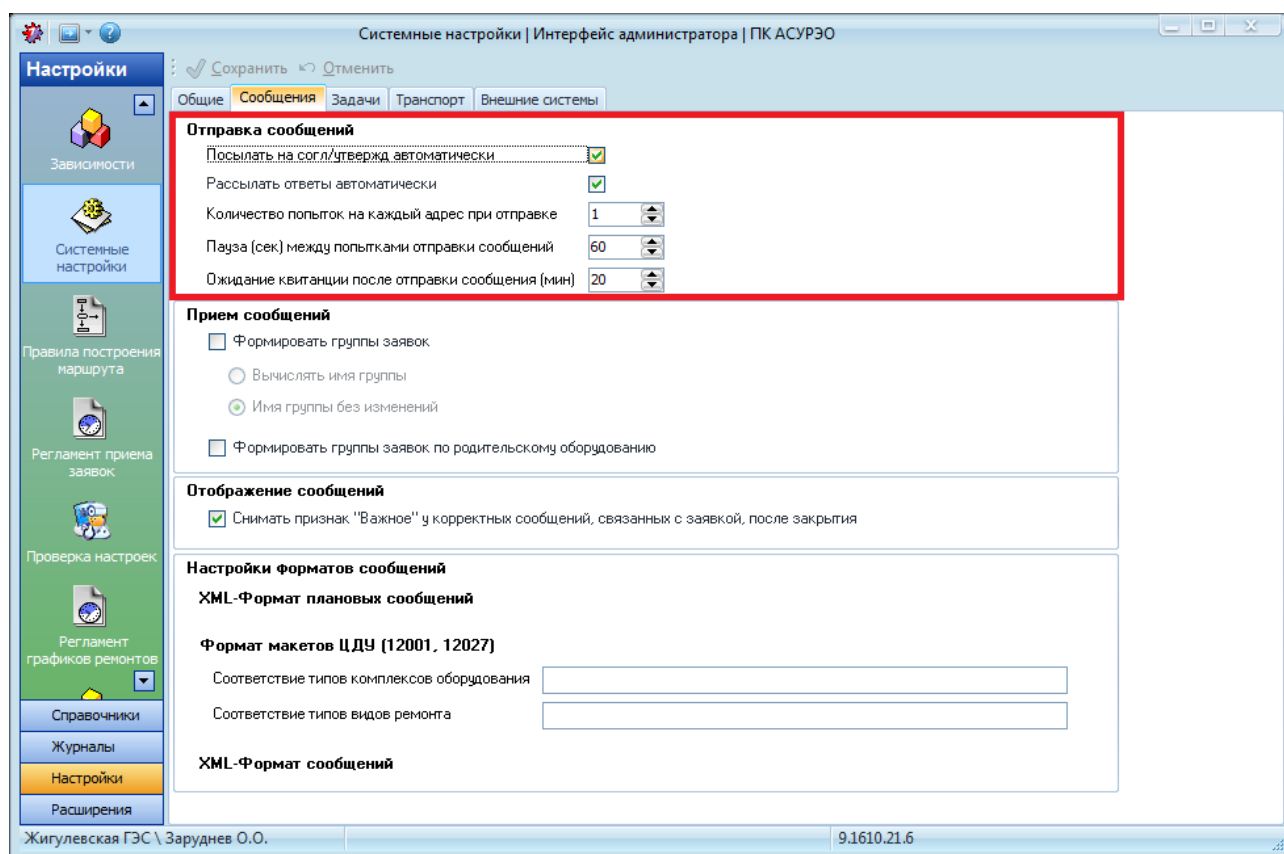 Системные настройки | Интерфейс администратора | ПК АСУРЭО
Настройки
Сохранить Отменить
Общие Сообщения Задачи Транспорт Внешние системы
Зависимости
Системные
настройки
Правила построения
маршрута
Регламент приема
заявок
Проверка настроек
Регламент
графиков ремонтов
Справочники
Журналы
Настройки
Расширения
Отправка сообщений
Посылать на согл/утвержд автоматически
Рассылать ответы автоматически
Количество попыток на каждый адрес при отправке 1
Пауза (сек) между попытками отправки сообщений 60
Ожидание квитанции после отправки сообщения (мин) 20
Прием сообщений
Формировать группы заявок
Вычислять имя группы
Имя группы без изменений
Формировать группы заявок по родительскому оборудованию
Отображение сообщений
Снимать признак "Важное" у корректных сообщений, связанных с заявкой, после закрытия
Настройки форматов сообщений
XML-Формат плановых сообщений
Формат макетов ЦДУ (12001, 12027)
Соответствие типов комплексов оборудования
Соответствие типов видов ремонта
XML-Формат сообщений
Жигулевская ГЭС \ Заруднев О.О. 9.1610.21.6